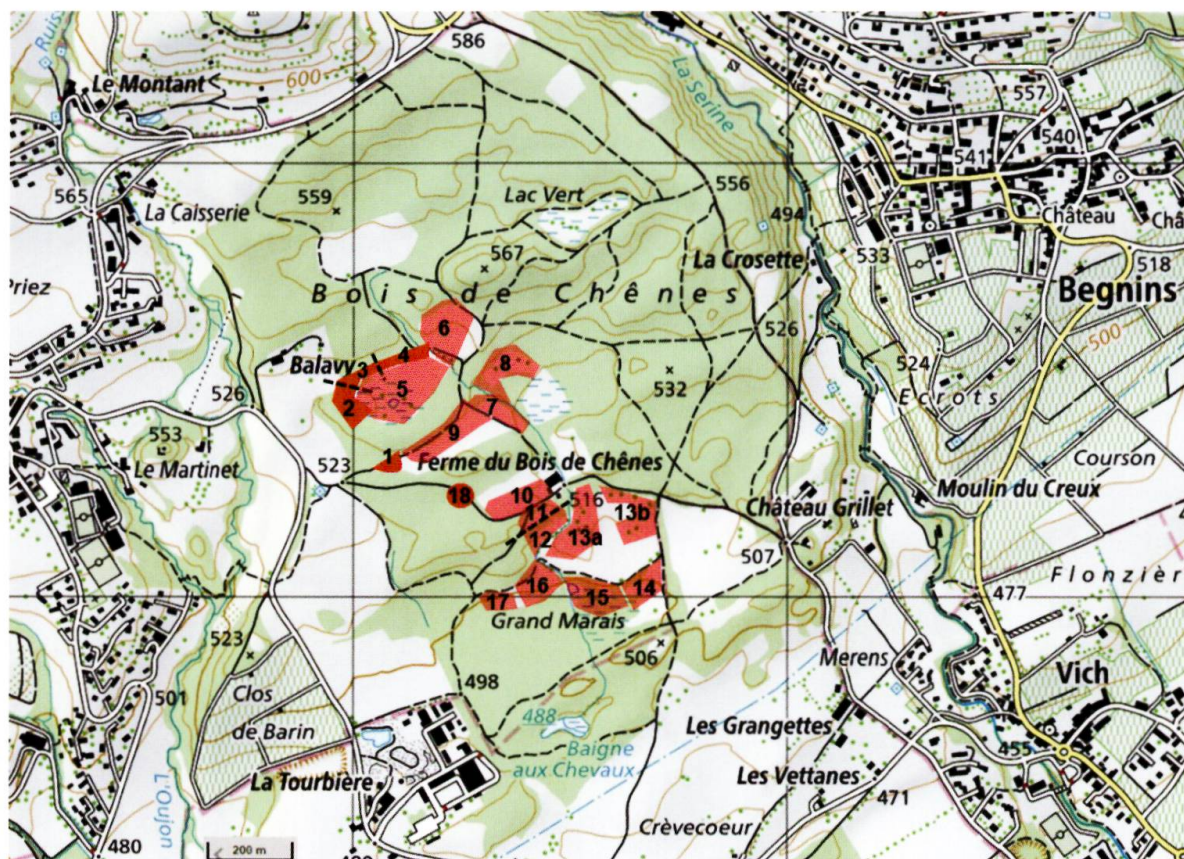 586
Le Montant
600
La Serine
557
540
541
565
La Caisserie
559
Lac Vert
556
494
Château
Priez
567
La Crosette
533
518
Bois de Chênes
Begnins
6
526
500
4
3
Balavy
5
8
532
524
Ecrots
2
526
7
553
9
Le Martinet
1
523
Ferme du Bois de Chênes
Courson
18
10
516
Moulin du Creux
11
13b
Château Grillet
12
13a
507
16
14
Flonzière
17
15
477
Grand Marais
523
506
Merens
498
Vich
501
Clos
de Barin
488
Les Grangettes
Baigne
aux Chevaux
455
La Tourbière
Les Vettanes
471
L'Oujon
Crèvecoeur
480
200 m